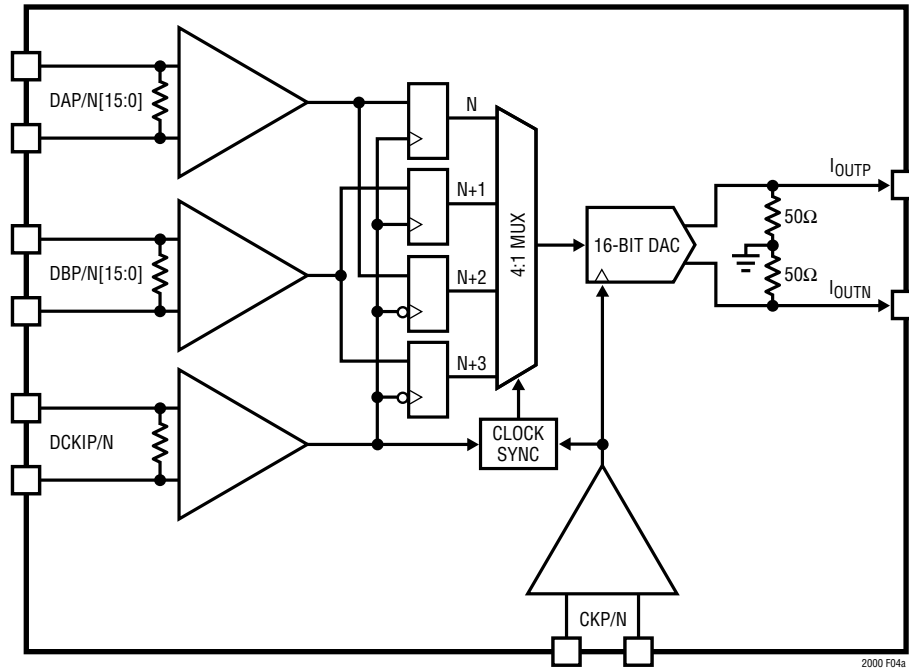 DAP/N[15:0]
N
N+1
DBP/N[15:0]
N+2
N+3
4:1 MUX
16-BIT DAC
IOUTP
50Ω
50Ω
IOUTN
DCKIP/N
CLOCK
SYNC
CKP/N
2000 F04a